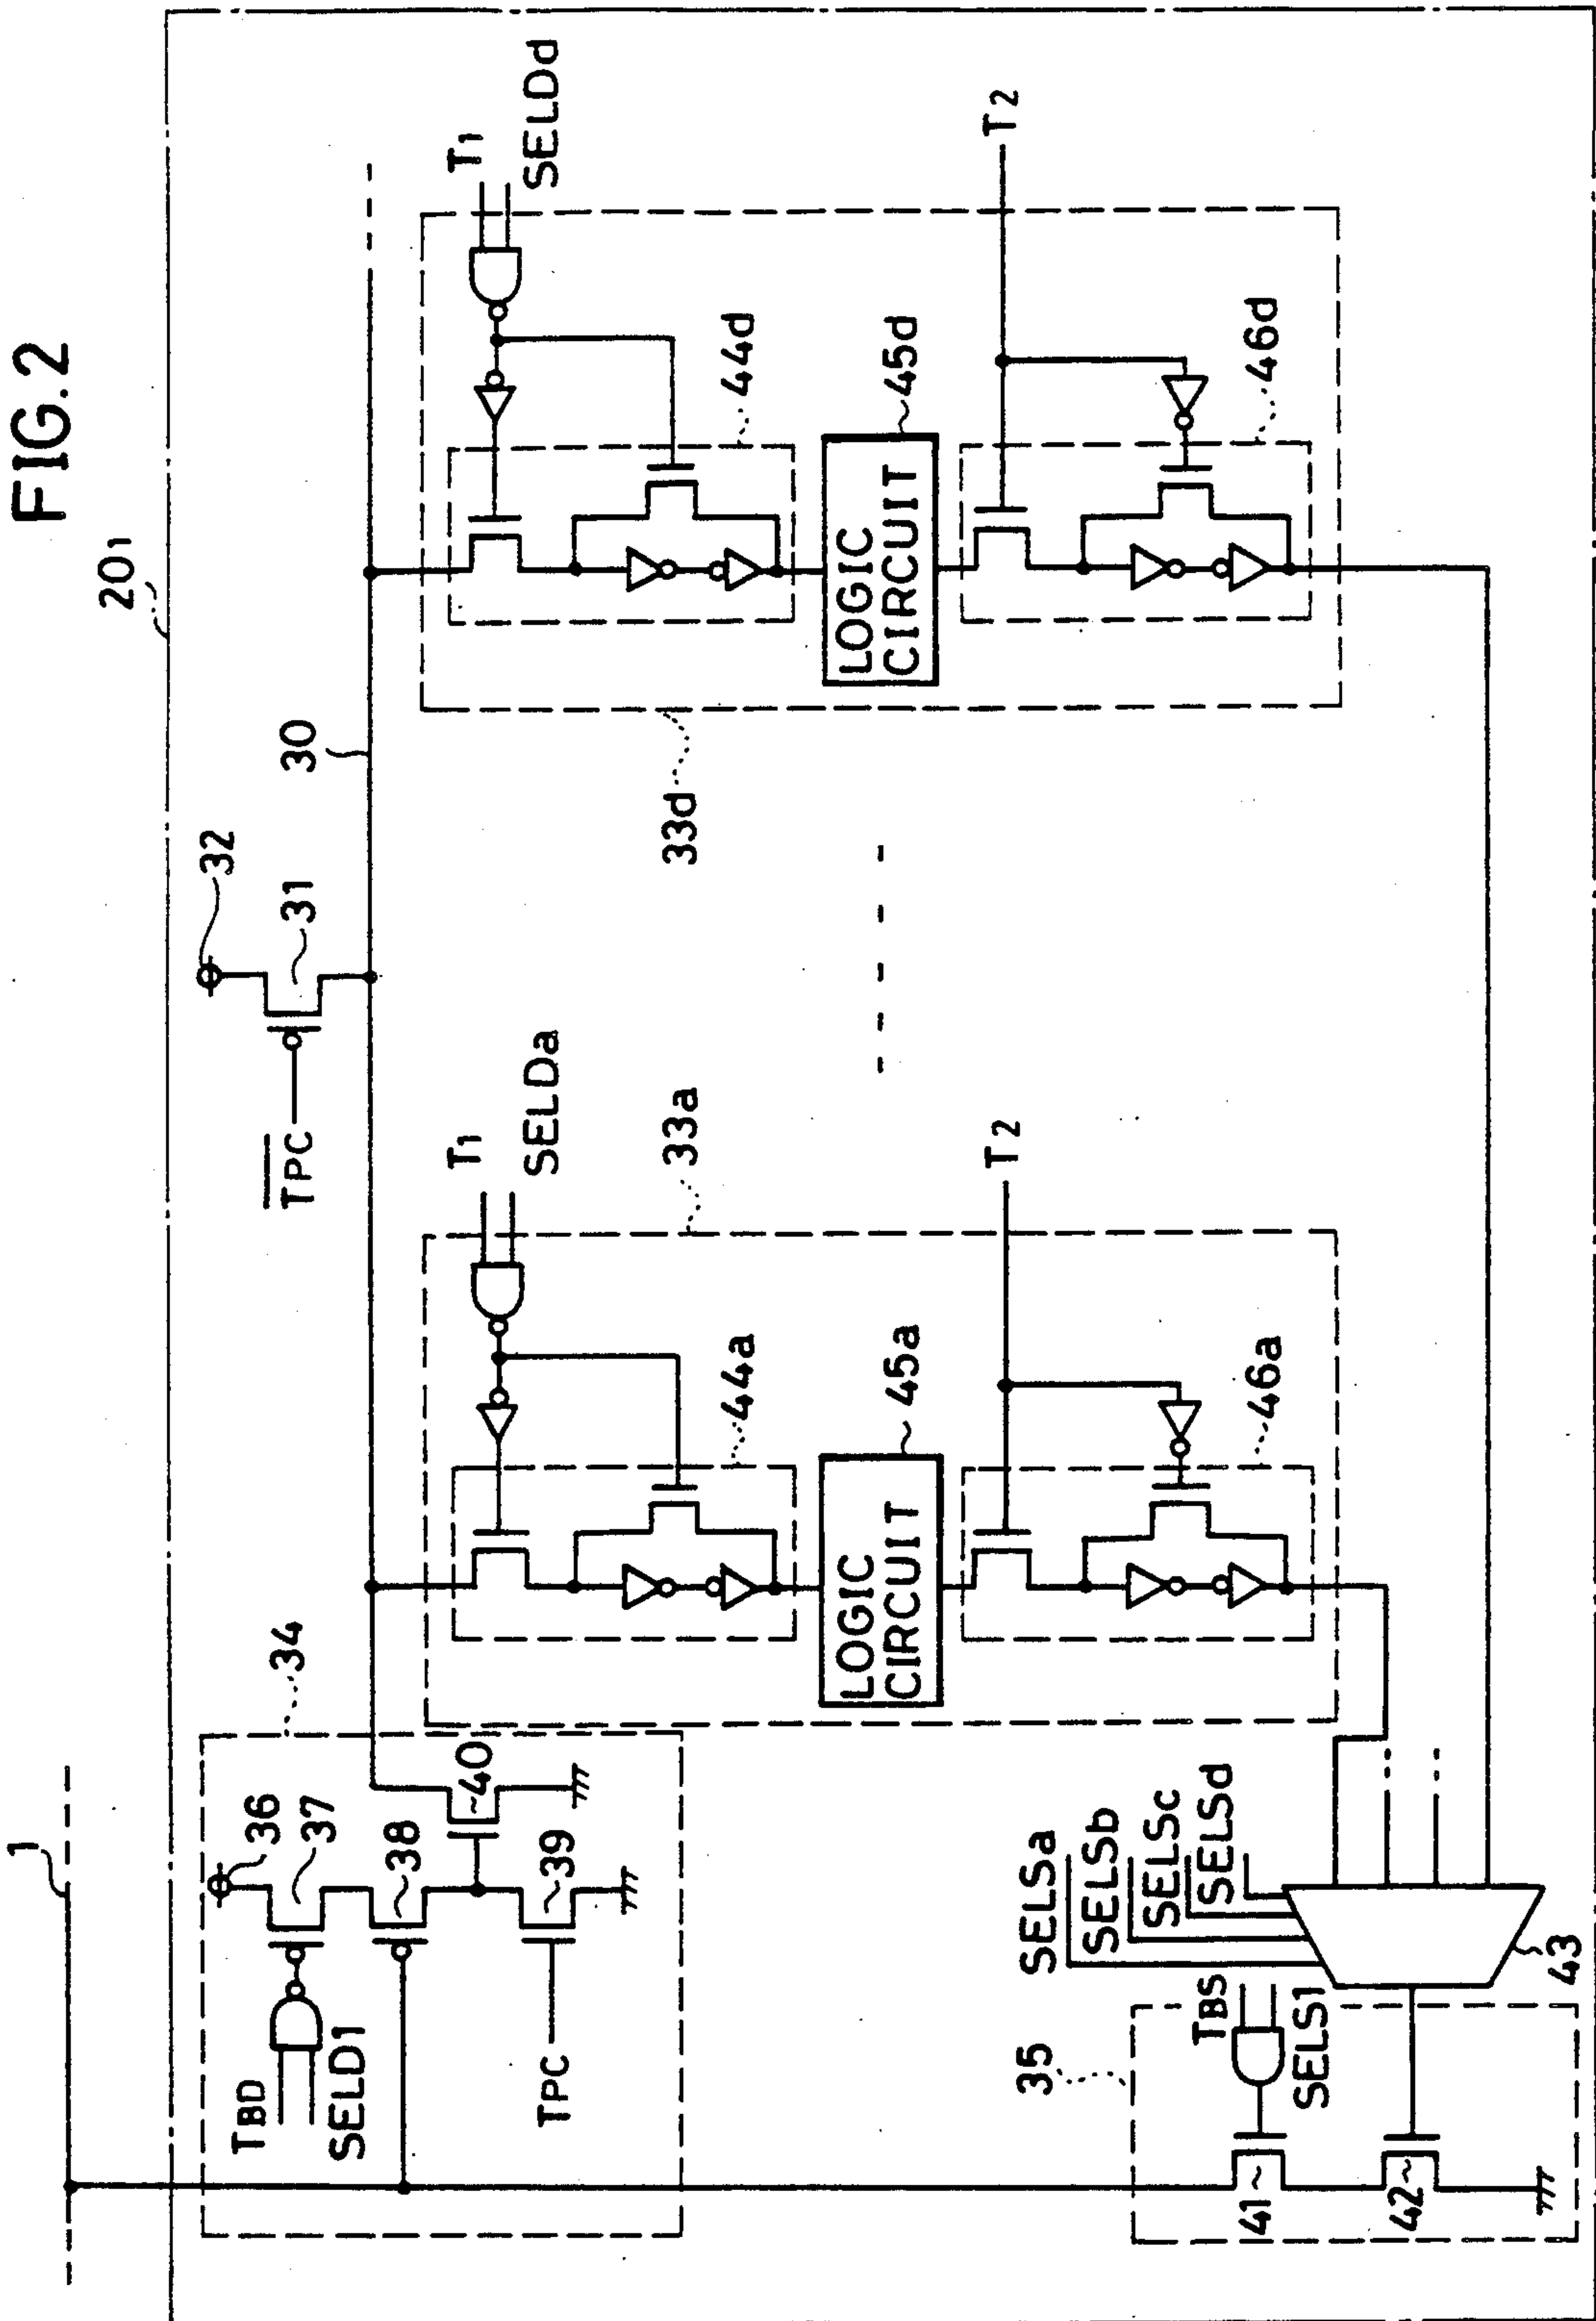 FIG.2
20₁
1
32
31
T̅P̅C̅
30
34
36
37
38
39
40
TBD
SELD1
TPC
T1
SELDa
33a
44a
LOGIC
CIRCUIT
45a
T2
46a
T1
SELDd
33d
44d
LOGIC
CIRCUIT
45d
T2
46d
35
TBS
SELS1
41
42
SELSa
SELSb
SELSc
SELSd
43